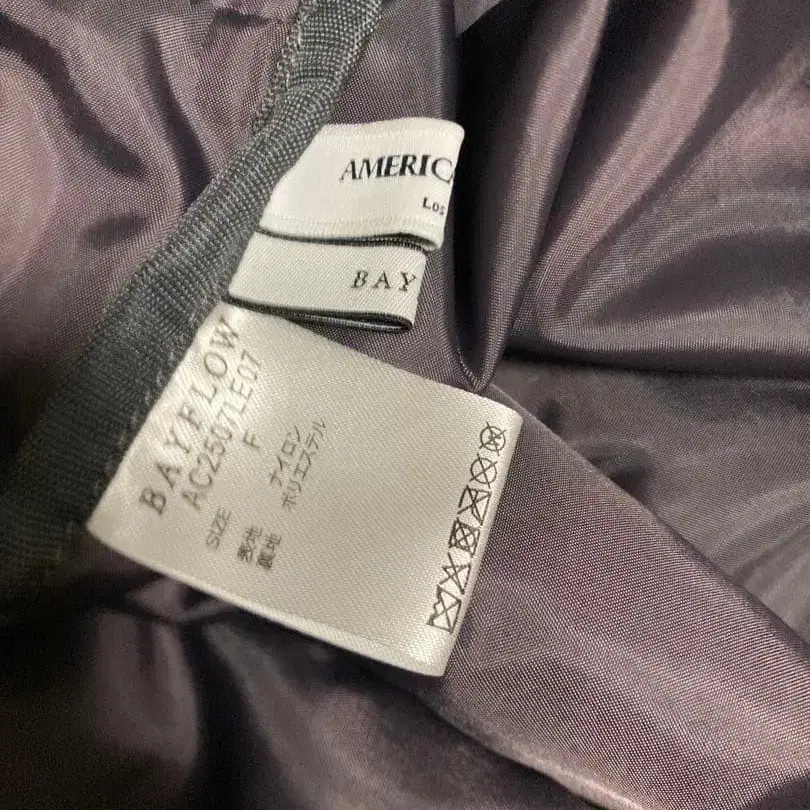 AMERIC
LOS
BAY
BAYFLOW
AC2507LE07
SIZE F
表地 ナイロン
裏地 ポリエステル